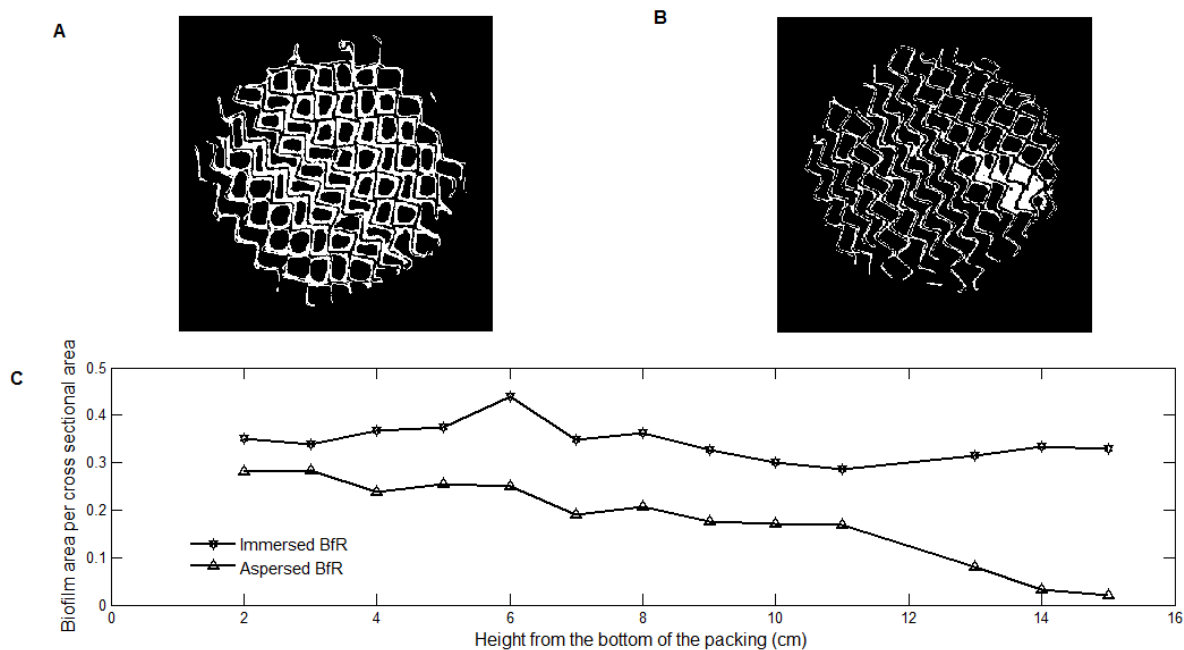 A
B
C
Biofilm area per cross sectional area
0.5
0.4
0.3
0.2
0.1
0
Immersed BfR
Aspersed BfR
0 2 4 6 8 10 12 14 16
Height from the bottom of the packing (cm)